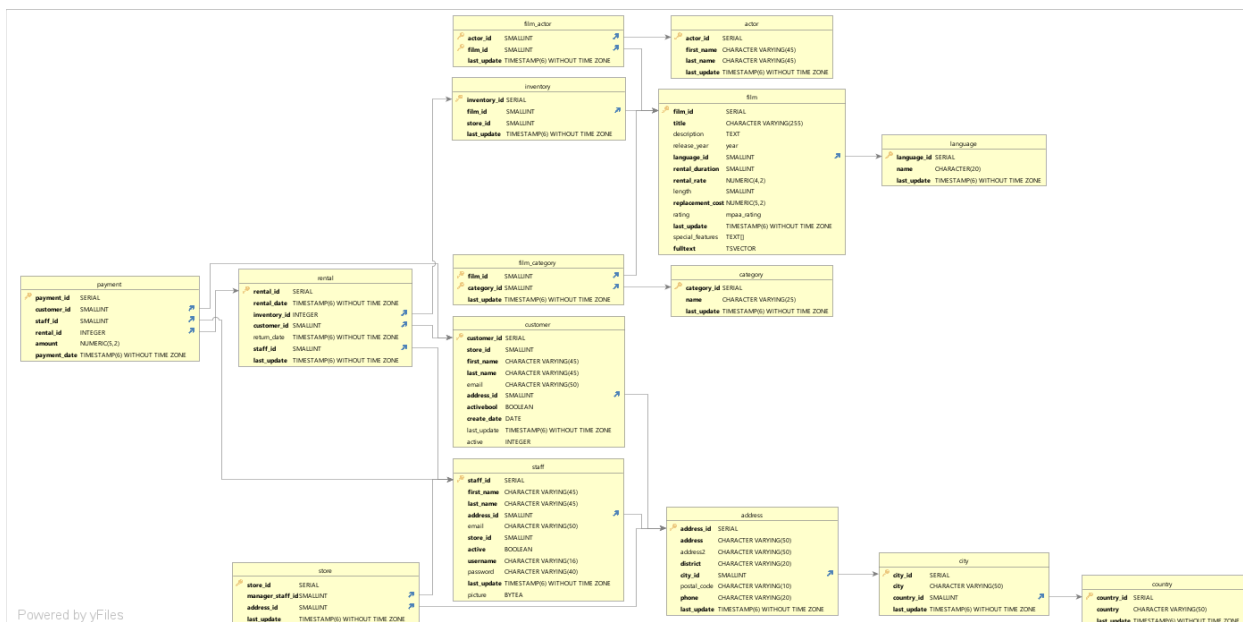 film_actor
actor_id SMALLINT
film_id SMALLINT
last_update TIMESTAMP(6) WITHOUT TIME ZONE
actor
actor_id SERIAL
first_name CHARACTER VARYING(45)
last_name CHARACTER VARYING(45)
last_update TIMESTAMP(6) WITHOUT TIME ZONE
inventory
inventory_id SERIAL
film_id SMALLINT
store_id SMALLINT
last_update TIMESTAMP(6) WITHOUT TIME ZONE
film
film_id SERIAL
title CHARACTER VARYING(255)
description TEXT
release_year year
language_id SMALLINT
rental_duration SMALLINT
rental_rate NUMERIC(4,2)
length SMALLINT
replacement_cost NUMERIC(5,2)
rating mpaa_rating
last_update TIMESTAMP(6) WITHOUT TIME ZONE
special_features TEXT[]
fulltext TSVECTOR
language
language_id SERIAL
name CHARACTER(20)
last_update TIMESTAMP(6) WITHOUT TIME ZONE
film_category
film_id SMALLINT
category_id SMALLINT
last_update TIMESTAMP(6) WITHOUT TIME ZONE
category
category_id SERIAL
name CHARACTER VARYING(25)
last_update TIMESTAMP(6) WITHOUT TIME ZONE
payment
payment_id SERIAL
customer_id SMALLINT
staff_id SMALLINT
rental_id INTEGER
amount NUMERIC(5,2)
payment_date TIMESTAMP(6) WITHOUT TIME ZONE
rental
rental_id SERIAL
rental_date TIMESTAMP(6) WITHOUT TIME ZONE
inventory_id INTEGER
customer_id SMALLINT
return_date TIMESTAMP(6) WITHOUT TIME ZONE
staff_id SMALLINT
last_update TIMESTAMP(6) WITHOUT TIME ZONE
customer
customer_id SERIAL
store_id SMALLINT
first_name CHARACTER VARYING(45)
last_name CHARACTER VARYING(45)
email CHARACTER VARYING(50)
address_id SMALLINT
activebool BOOLEAN
create_date DATE
last_update TIMESTAMP(6) WITHOUT TIME ZONE
active INTEGER
staff
staff_id SERIAL
first_name CHARACTER VARYING(45)
last_name CHARACTER VARYING(45)
address_id SMALLINT
email CHARACTER VARYING(50)
store_id SMALLINT
active BOOLEAN
username CHARACTER VARYING(16)
password CHARACTER VARYING(40)
last_update TIMESTAMP(6) WITHOUT TIME ZONE
picture BYTEA
address
address_id SERIAL
address CHARACTER VARYING(50)
address2 CHARACTER VARYING(50)
district CHARACTER VARYING(20)
city_id SMALLINT
postal_code CHARACTER VARYING(10)
phone CHARACTER VARYING(20)
last_update TIMESTAMP(6) WITHOUT TIME ZONE
store
store_id SERIAL
manager_staff_id SMALLINT
address_id SMALLINT
last_update TIMESTAMP(6) WITHOUT TIME ZONE
city
city_id SERIAL
city CHARACTER VARYING(50)
country_id SMALLINT
last_update TIMESTAMP(6) WITHOUT TIME ZONE
country
country_id SERIAL
country CHARACTER VARYING(50)
last_update TIMESTAMP(6) WITHOUT TIME ZONE
Powered by yFiles